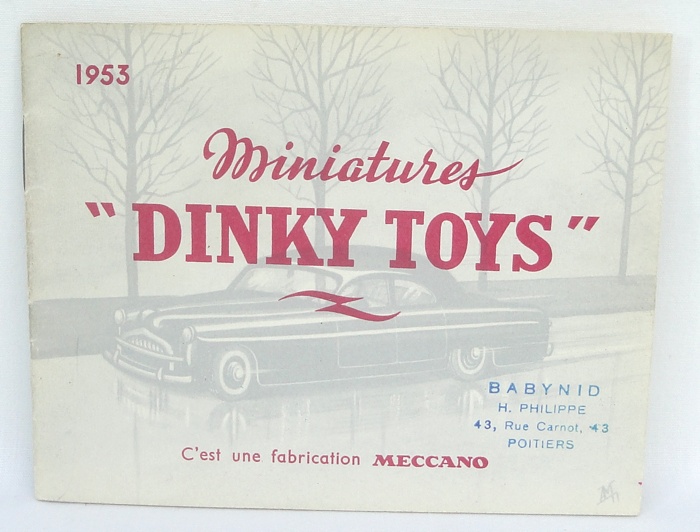 1953
Miniatures
"DINKY TOYS"
BABYNID
H. PHILIPPE
43, Rue Carnot, 43
POITIERS
C'est une fabrication MECCANO